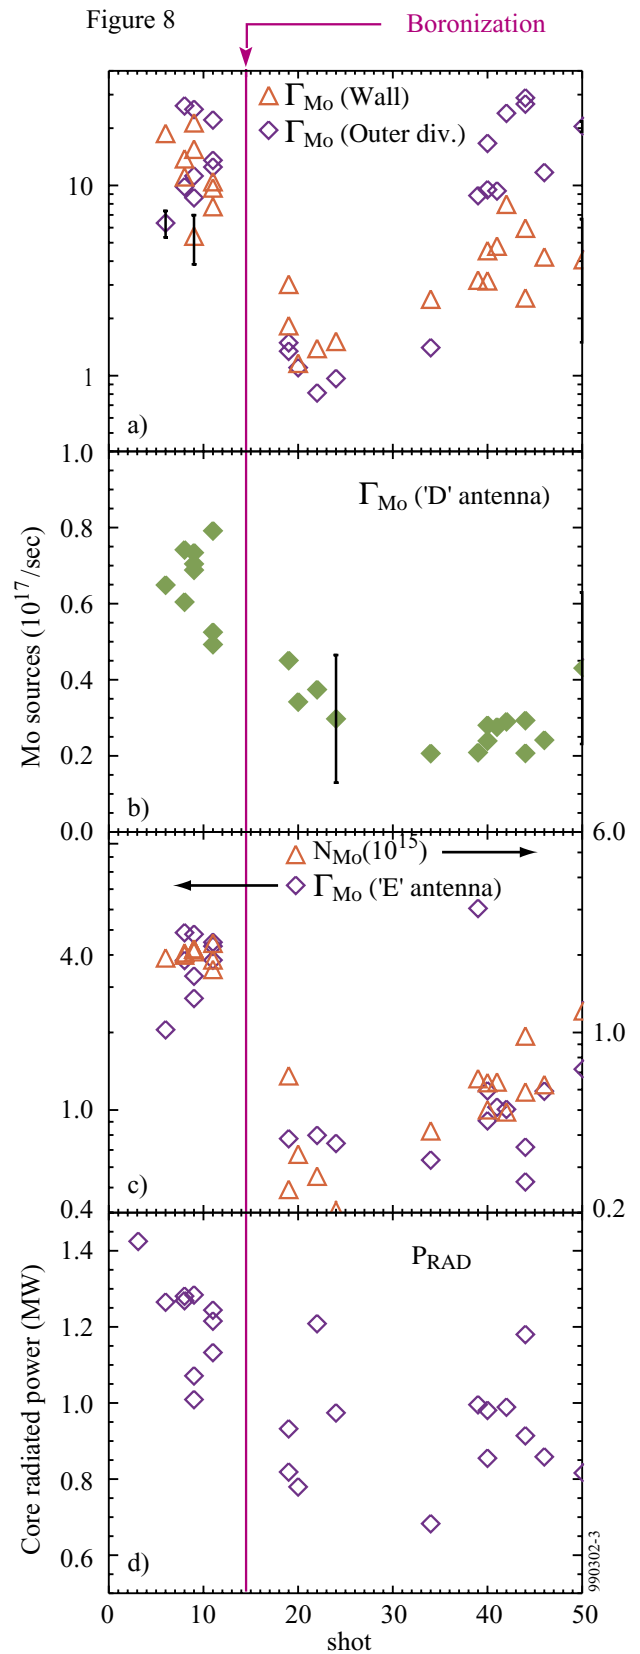 Figure 8
Boronization
ΓMo (Wall)
ΓMo (Outer div.)
10
1
a)
1.0
ΓMo ('D' antenna)
0.8
0.6
0.4
0.2
b)
0.0
Mo sources (10^17/sec)
6.0
NMo(10^15)
ΓMo ('E' antenna)
4.0
1.0
1.0
c)
0.4
0.2
PRAD
1.4
1.2
1.0
0.8
0.6
d)
Core radiated power (MW)
990302-3
0 10 20 30 40 50
shot